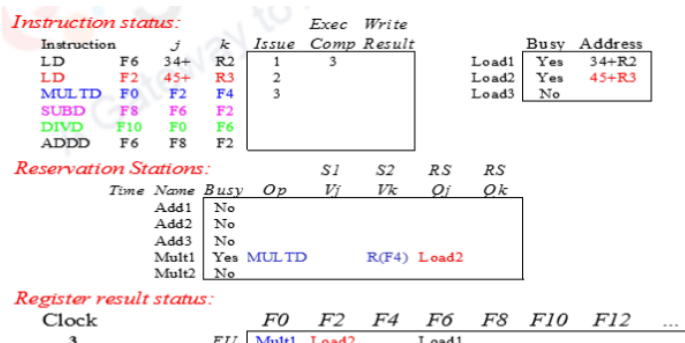 Instruction status: Exec Write
Instruction j k Issue Comp Result Busy Address
LD F6 34+ R2 1 3 Load1 Yes 34+R2
LD F2 45+ R3 2 Load2 Yes 45+R3
MULTD F0 F2 F4 3 Load3 No
SUBD F8 F6 F2
DIVD F10 F0 F6
ADDD F6 F8 F2
Reservation Stations: S1 S2 RS RS
Time Name Busy Op Vj Vk Qj Qk
Add1 No
Add2 No
Add3 No
Mult1 Yes MULTD R(F4) Load2
Mult2 No
Register result status:
Clock F0 F2 F4 F6 F8 F10 F12 ...
3 FU Mult1 Load2 Load1